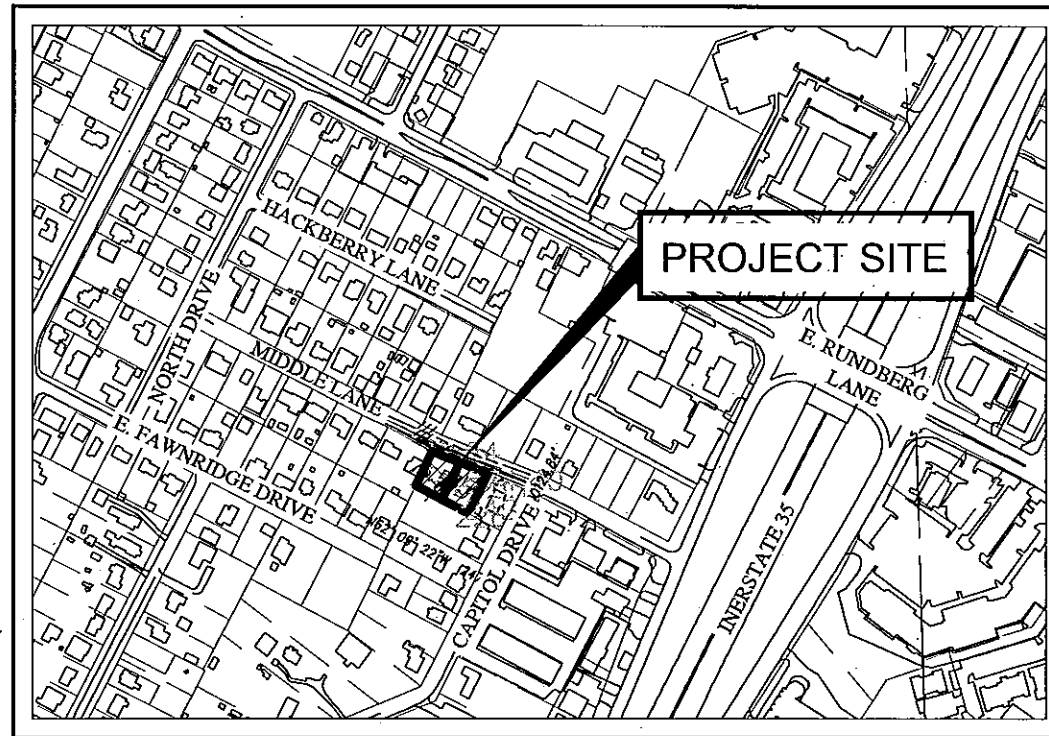 HACKBERRY LANE
PROJECT SITE
NORTH DRIVE
MIDDLE LANE
E. RUNDBERG
LANE
E. FAWNRIDGE DRIVE
CAPITOL DRIVE
INERSTATE 35